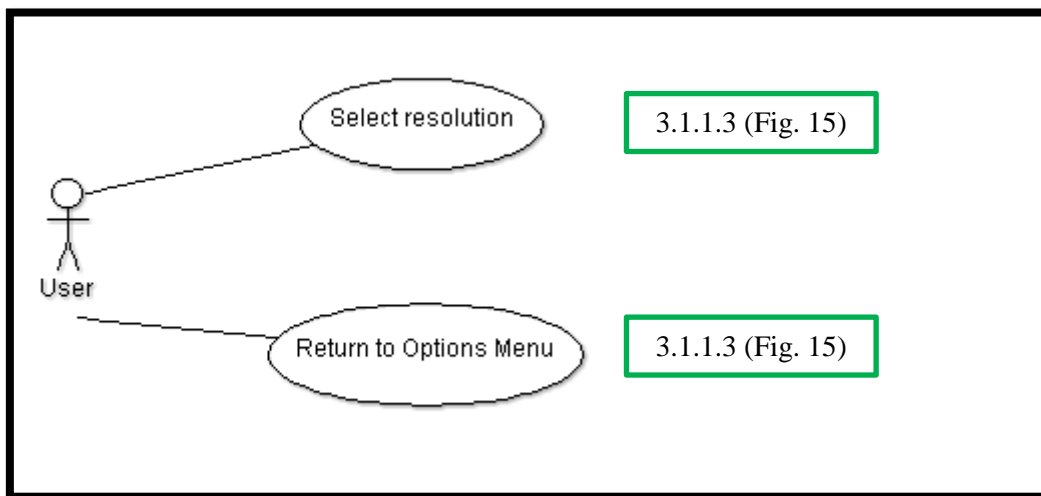 Select resolution
3.1.1.3 (Fig. 15)
User
Return to Options Menu
3.1.1.3 (Fig. 15)